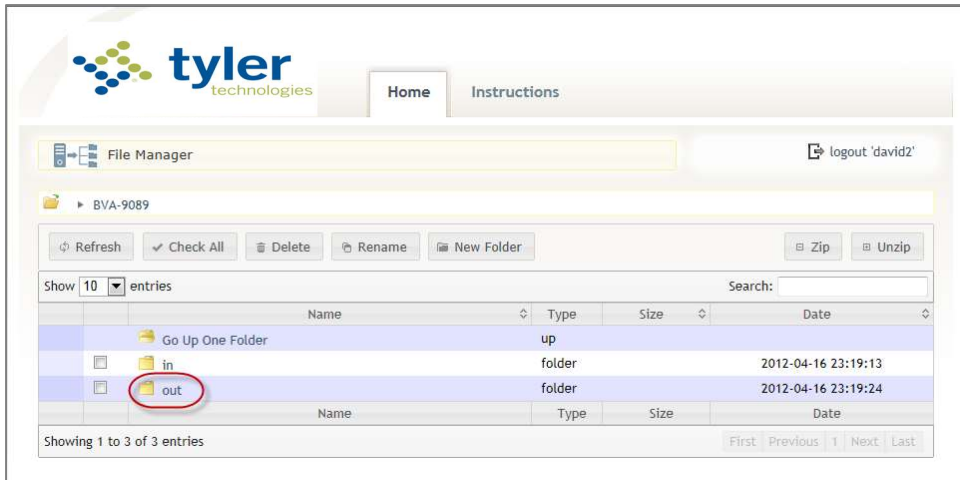 tyler
technologies
Home Instructions
File Manager logout 'david2'
BVA-9089
Refresh Check All Delete Rename New Folder Zip Unzip
Show 10 entries Search:
Name Type Size Date
Go Up One Folder up
in folder 2012-04-16 23:19:13
out folder 2012-04-16 23:19:24
Name Type Size Date
Showing 1 to 3 of 3 entries First Previous 1 Next Last